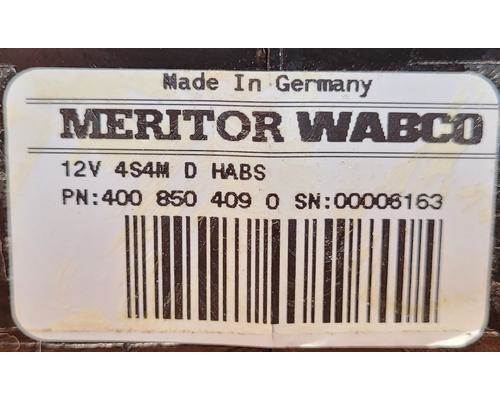 Made In Germany
MERITOR WABCO
12V 4S4M D HABS
PN:400 850 409 0 SN:00006163